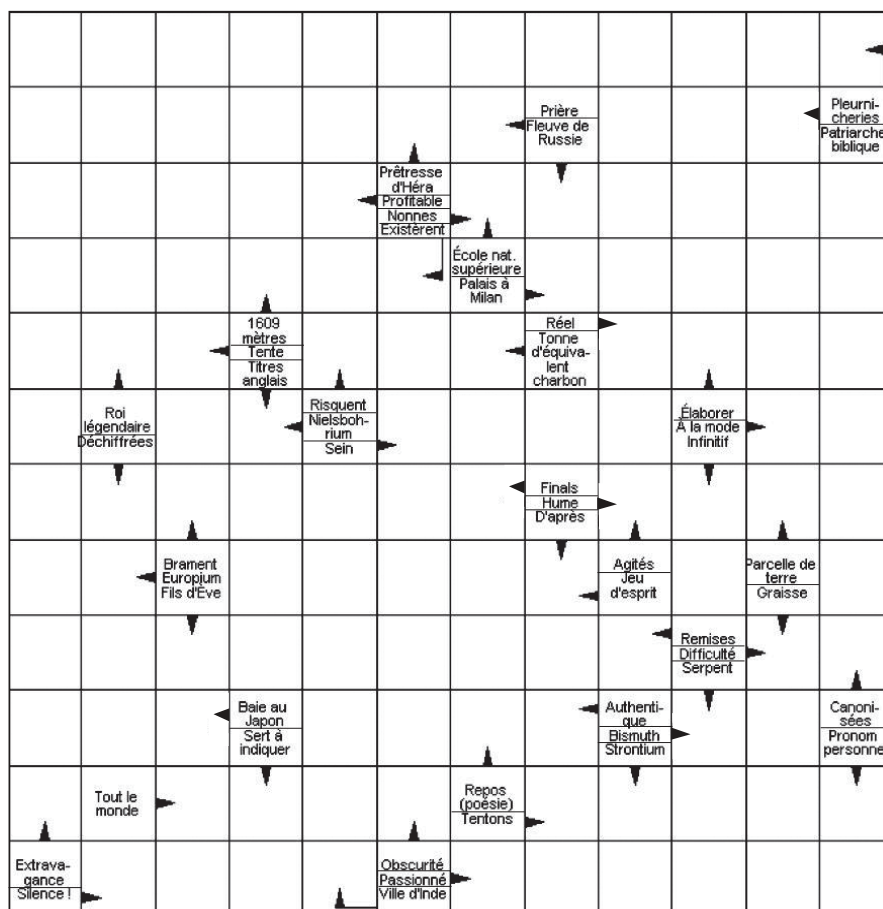 Prière
Fleuve de
Russie
Pleurni-
cheries
Patriarche
biblique
Prêtresse
d'Héra
Profitable
Nonnes
Existèrent
École nat.
supérieure
Palais à
Milan
1609
mètres
Tente
Titres
anglais
Réel
Tonne
d'équiva-
lent
charbon
Roi
légendaire
Déchiffrées
Risquent
Nielsboh-
rium
Sein
Élaborer
À la mode
Infinitif
Finals
Hume
D'après
Brament
Europium
Fils d'Ève
Agités
Jeu
d'esprit
Parcelle de
terre
Graisse
Remises
Difficulté
Serpent
Baie au
Japon
Sert à
indiquer
Authenti-
que
Bismuth
Strontium
Canoni-
sées
Pronom
personne
Tout le
monde
Repos
(poésie)
Tentons
Extrava-
gance
Silence !
Obscurité
Passionné
Ville d'Inde